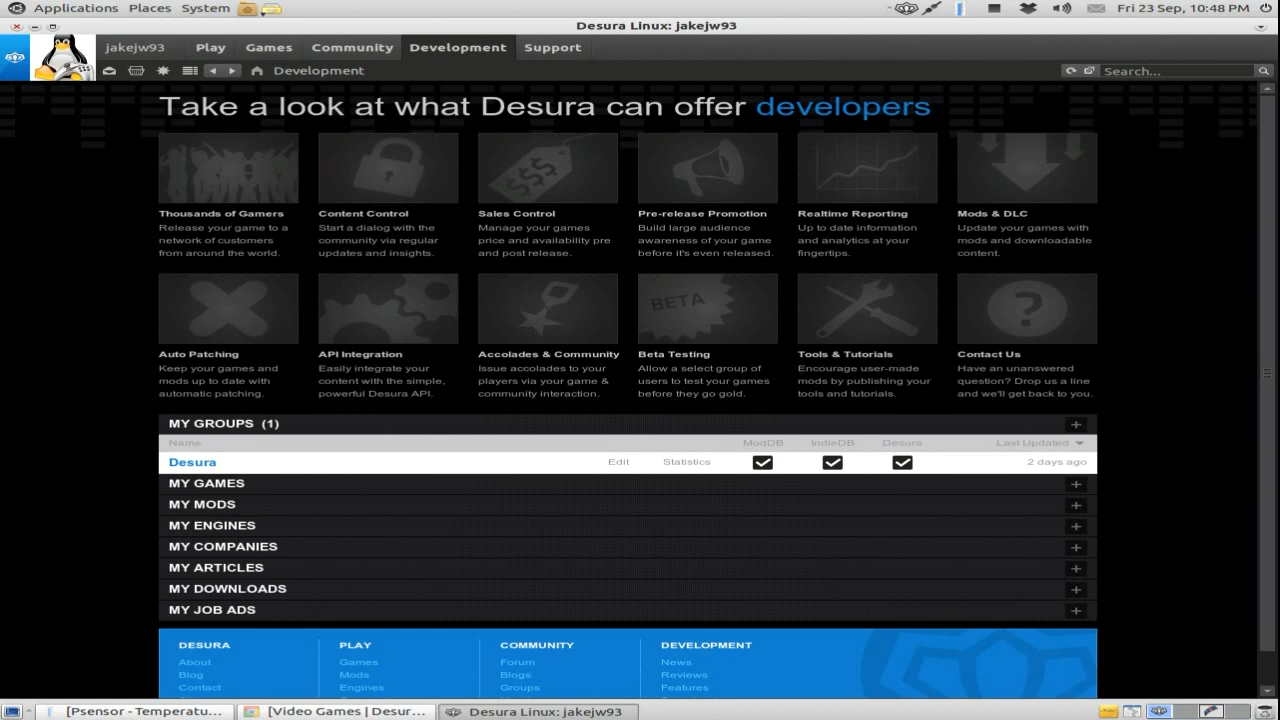 Applications Places System
Fri 23 Sep, 10:48 PM
Desura Linux: jakejw93
jakejw93 Play Games Community Development Support
Development
Search...
Take a look at what Desura can offer developers
$$$
Thousands of Gamers
Release your game to a
network of customers
from around the world.
Content Control
Start a dialog with the
community via regular
updates and insights.
Sales Control
Manage your games
price and availability pre
and post release.
Pre-release Promotion
Build large audience
awareness of your game
before it's even released.
Realtime Reporting
Up to date information
and analytics at your
fingertips.
Mods & DLC
Update your games with
mods and downloadable
content.
BETA
?
Auto Patching
Keep your games and
mods up to date with
automatic patching.
API Integration
Easily integrate your
content with the simple,
powerful Desura API.
Accolades & Community
Issue accolades to your
players via your game &
community interaction.
Beta Testing
Allow a select group of
users to test your games
before they go gold.
Tools & Tutorials
Encourage user-made
mods by publishing your
tools and tutorials.
Contact Us
Have an unanswered
question? Drop us a line
and we'll get back to you.
MY GROUPS (1)
Name ModDB IndieDB Desura Last Updated
Desura Edit Statistics 2 days ago
MY GAMES
MY MODS
MY ENGINES
MY COMPANIES
MY ARTICLES
MY DOWNLOADS
MY JOB ADS
DESURA
About
Blog
Contact
PLAY
Games
Mods
Engines
COMMUNITY
Forum
Blogs
Groups
DEVELOPMENT
News
Reviews
Features
[Psensor - Temperatu... [Video Games | Desur... Desura Linux: jakejw93